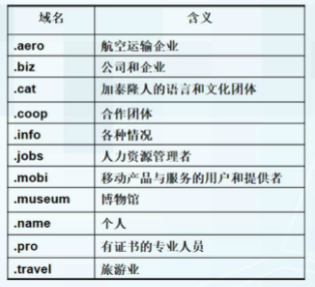 域名 含义
.aero 航空运输企业
.biz 公司和企业
.cat 加泰隆人的语言和文化团体
.coop 合作团体
.info 各种情况
.jobs 人力资源管理者
.mobi 移动产品与服务的用户和提供者
.museum 博物馆
.name 个人
.pro 有证书的专业人员
.travel 旅游业